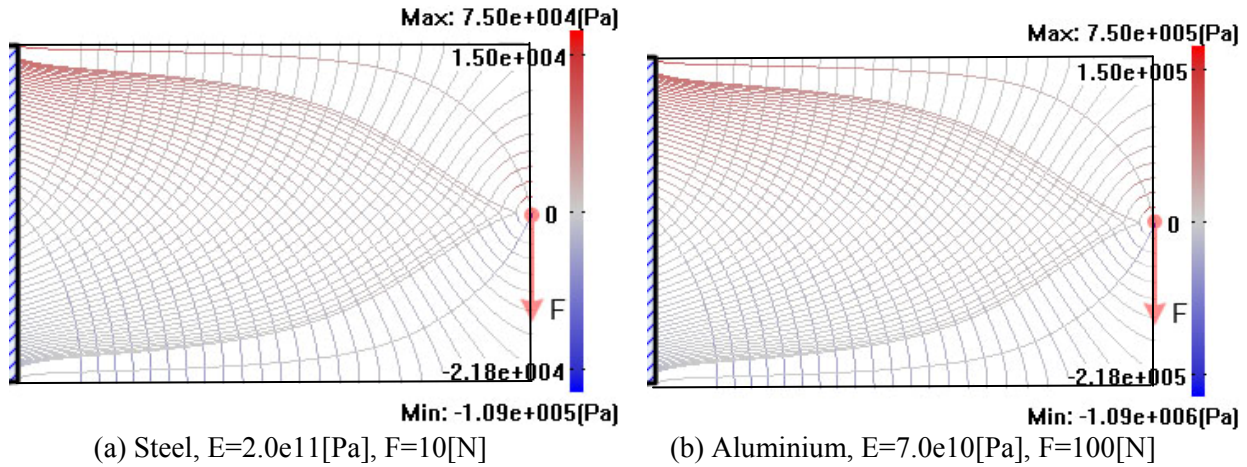 Max: 7.50e+004[Pa]
1.50e+004
0
F
-2.18e+004
Min: -1.09e+005[Pa]
(a) Steel, E=2.0e11[Pa], F=10[N]
Max: 7.50e+005[Pa]
1.50e+005
0
F
-2.18e+005
Min: -1.09e+006[Pa]
(b) Aluminium, E=7.0e10[Pa], F=100[N]